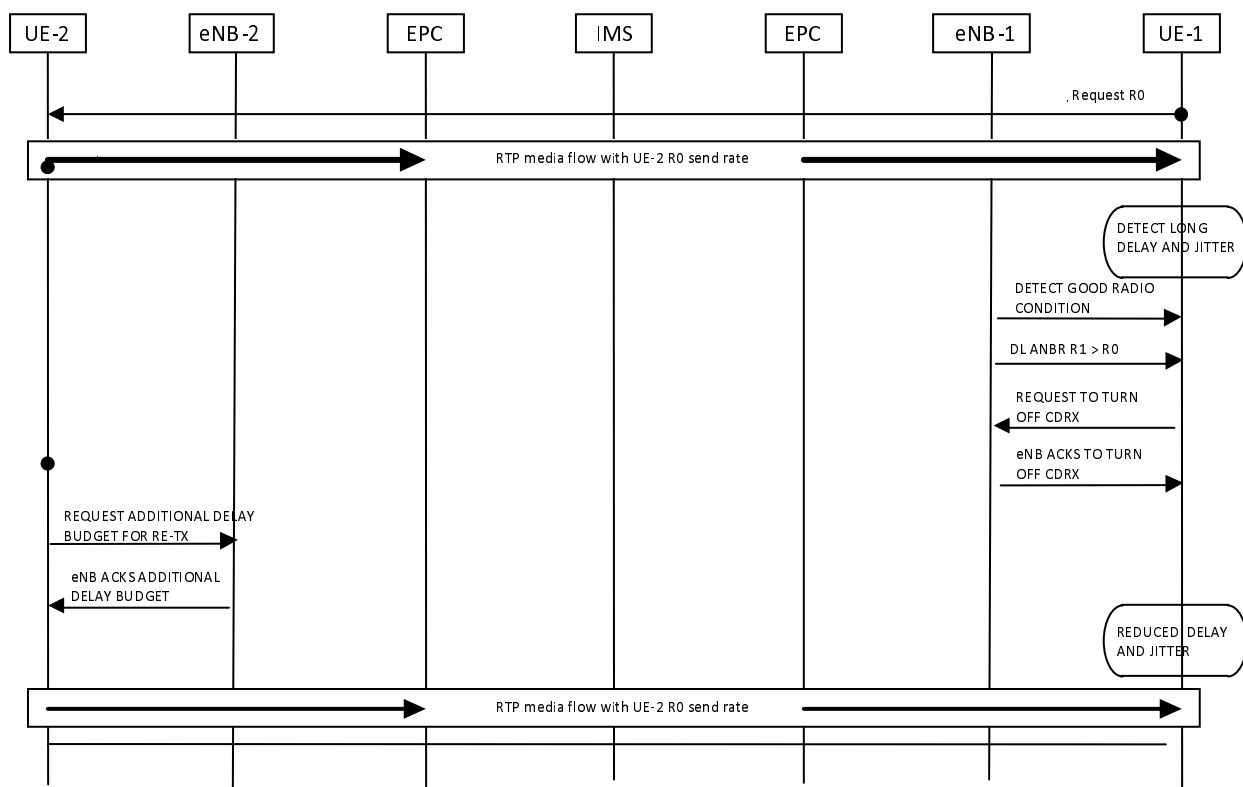 UE-2
eNB-2
EPC
IMS
EPC
eNB-1
UE-1
. Request R0
RTP media flow with UE-2 R0 send rate
DETECT LONG
DELAY AND JITTER
DETECT GOOD RADIO
CONDITION
DL ANBR R1 > R0
REQUEST TO TURN
OFF CDRX
eNB ACKS TO TURN
OFF CDRX
REQUEST ADDITIONAL DELAY
BUDGET FOR RE-TX
eNB ACKS ADDITIONAL
DELAY BUDGET
REDUCED DELAY
AND JITTER
RTP media flow with UE-2 R0 send rate